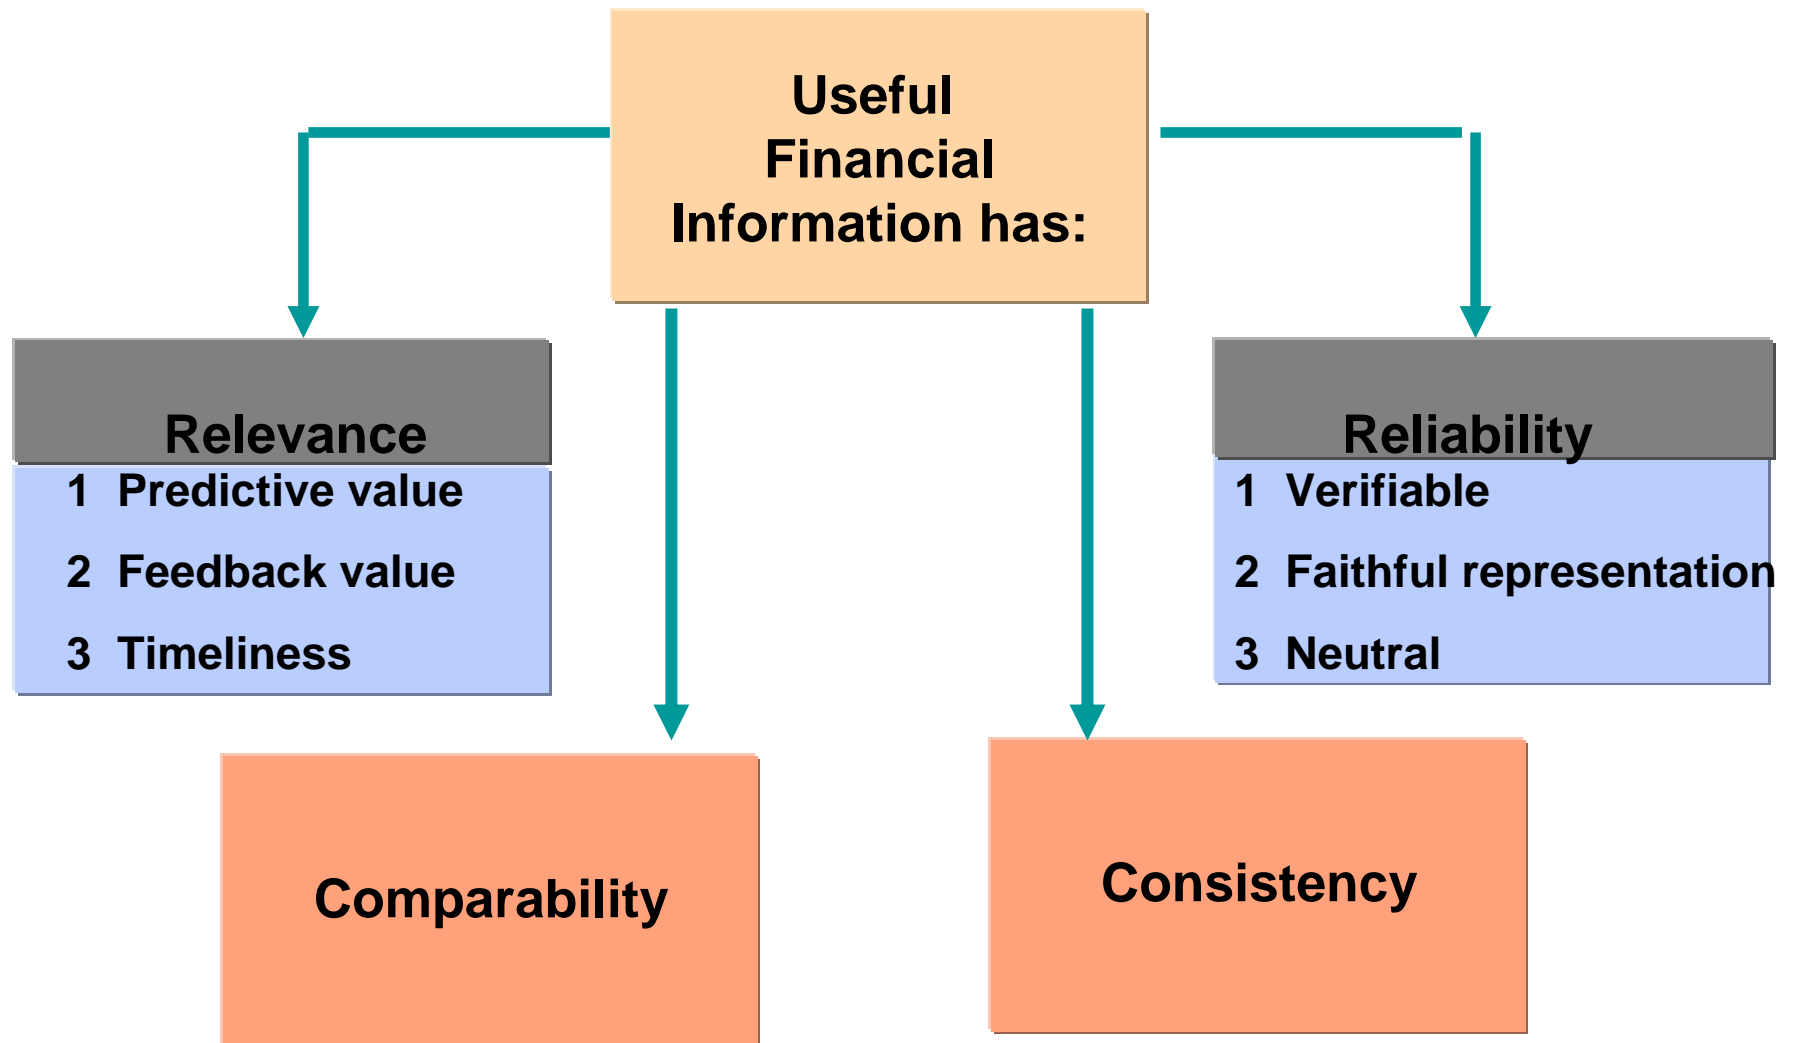 Useful
Financial
Information has:
Relevance
1 Predictive value
2 Feedback value
3 Timeliness
Reliability
1 Verifiable
2 Faithful representation
3 Neutral
Comparability
Consistency